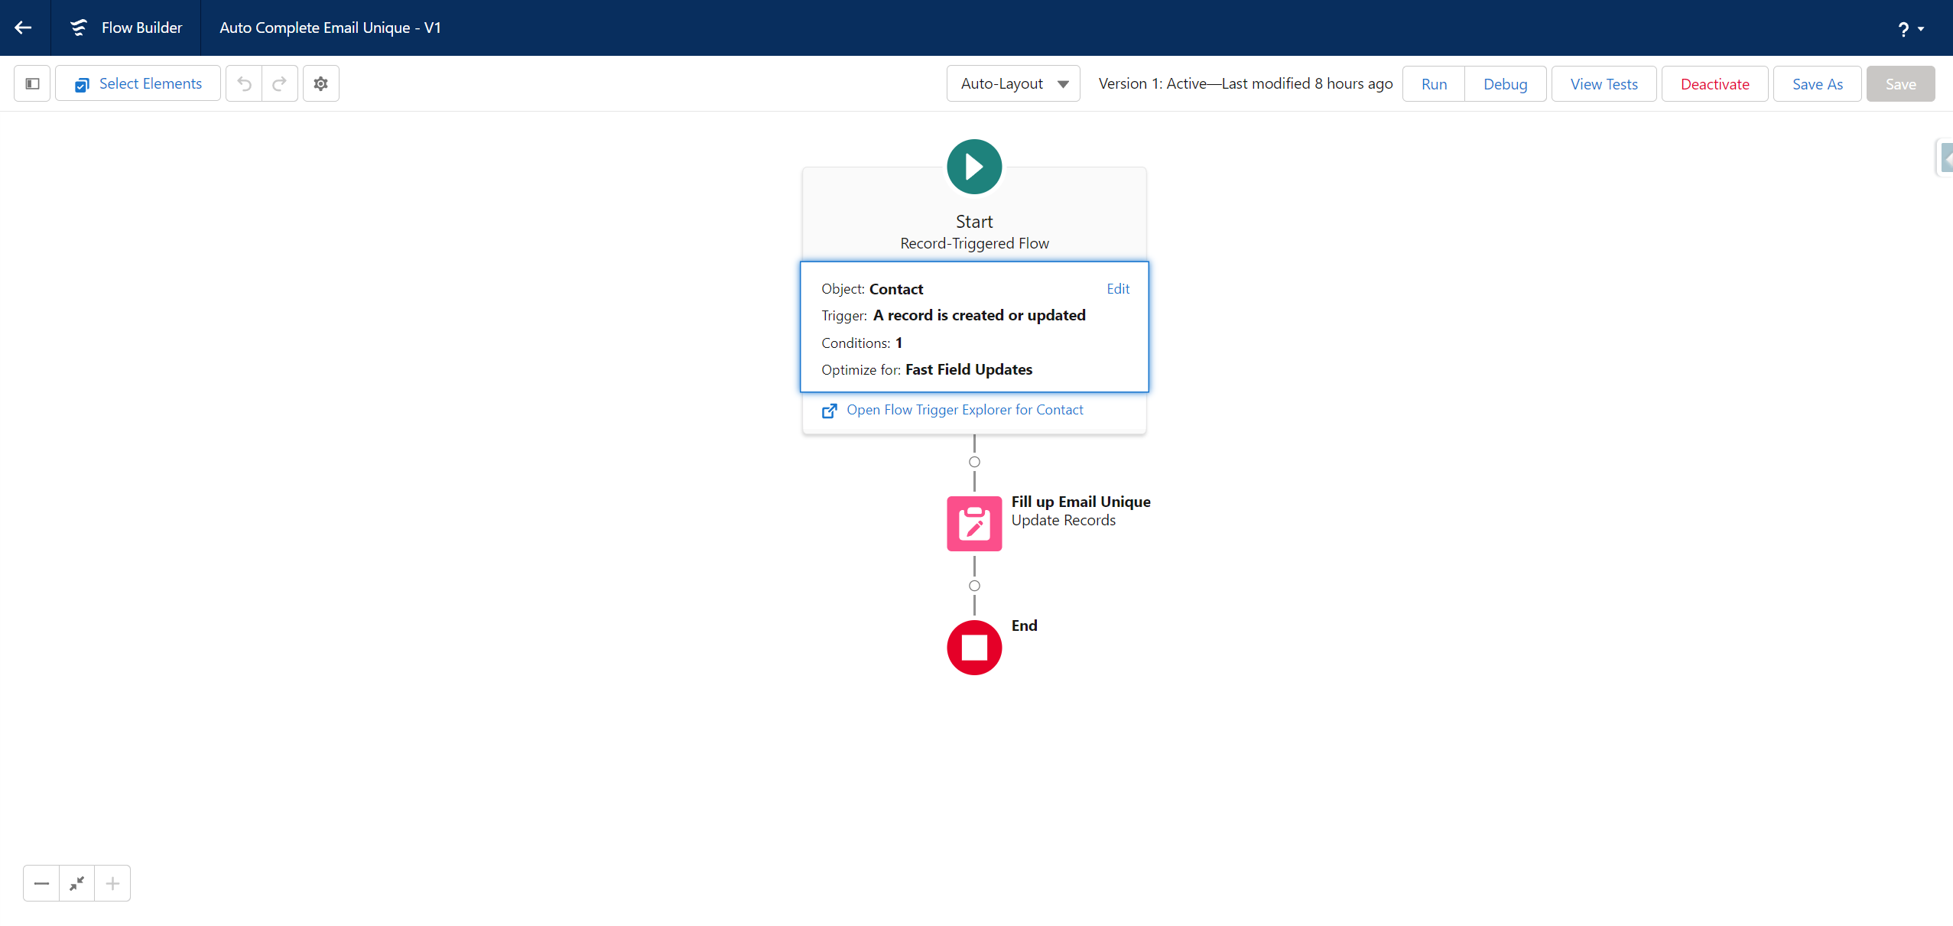 Flow Builder
Auto Complete Email Unique - V1
?
Select Elements
Auto-Layout
Version 1: Active—Last modified 8 hours ago
Run
Debug
View Tests
Deactivate
Save As
Save
Start
Record-Triggered Flow
Object: Contact
Edit
Trigger: A record is created or updated
Conditions: 1
Optimize for: Fast Field Updates
Open Flow Trigger Explorer for Contact
Fill up Email Unique
Update Records
End